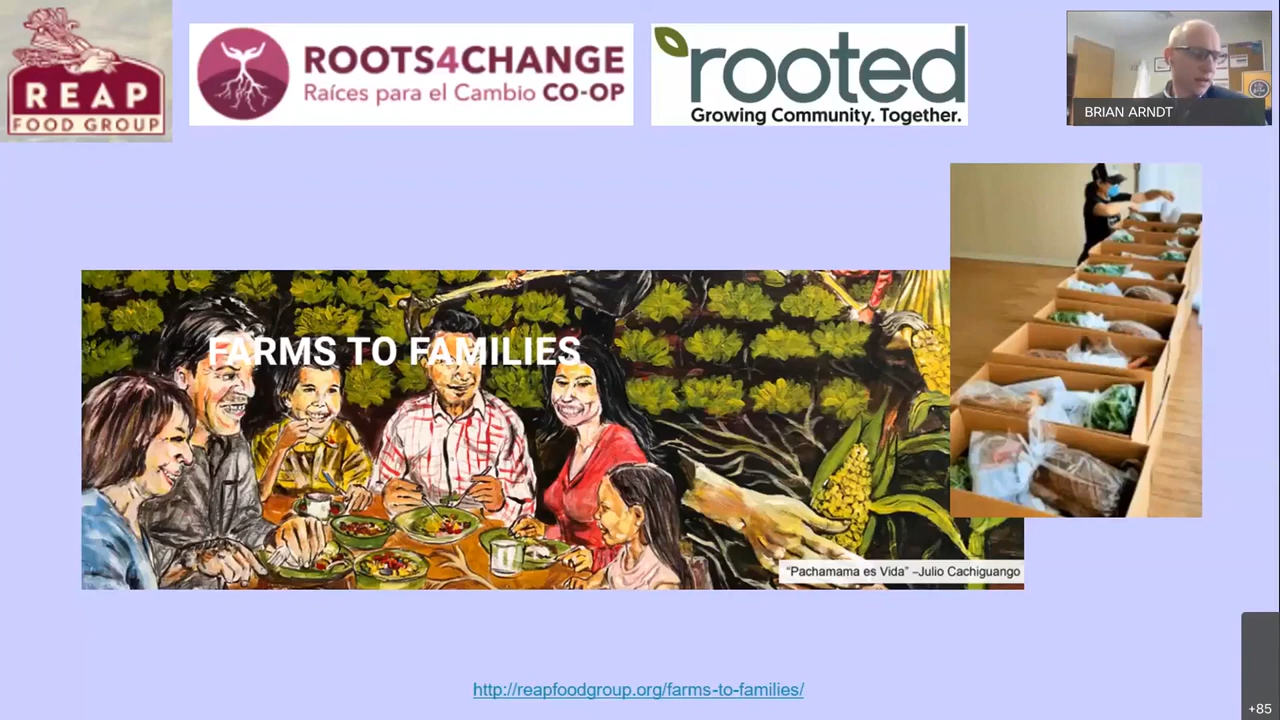 REAP
FOOD GROUP
ROOTS4CHANGE
Raíces para el Cambio CO-OP
rooted
Growing Community. Together.
BRIAN ARNDT
FARMS TO FAMILIES
“Pachamama es Vida” –Julio Cachiguango
http://reapfoodgroup.org/farms-to-families/
+85